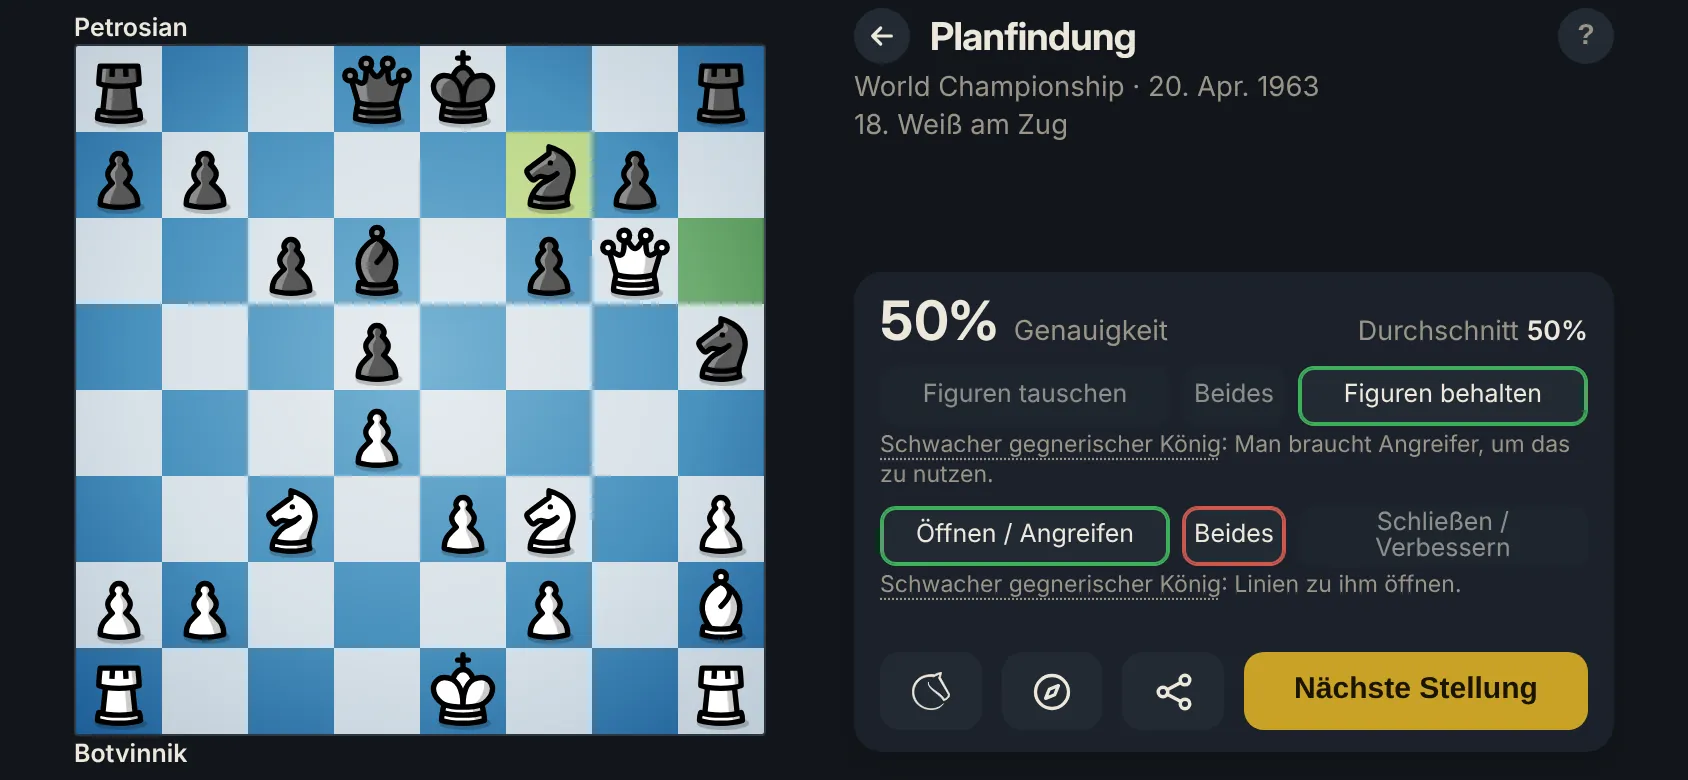 Petrosian
Planfindung
?
World Championship · 20. Apr. 1963
18. Weiß am Zug
50% Genauigkeit
Durchschnitt 50%
Figuren tauschen
Beides
Figuren behalten
Schwacher gegnerischer König: Man braucht Angreifer, um das
zu nutzen.
Öffnen / Angreifen
Beides
Schließen /
Verbessern
Schwacher gegnerischer König: Linien zu ihm öffnen.
Nächste Stellung
Botvinnik